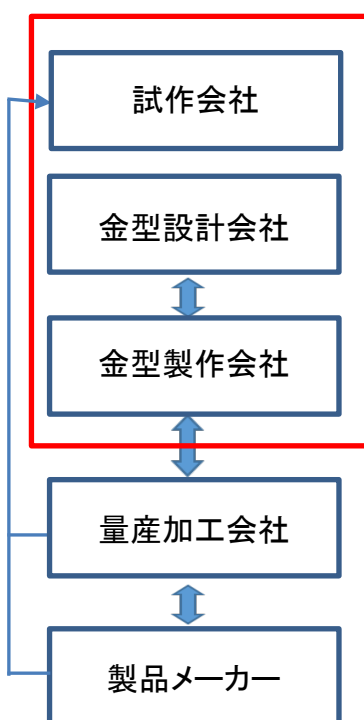 試作会社
金型設計会社
金型製作会社
量産加工会社
製品メーカー